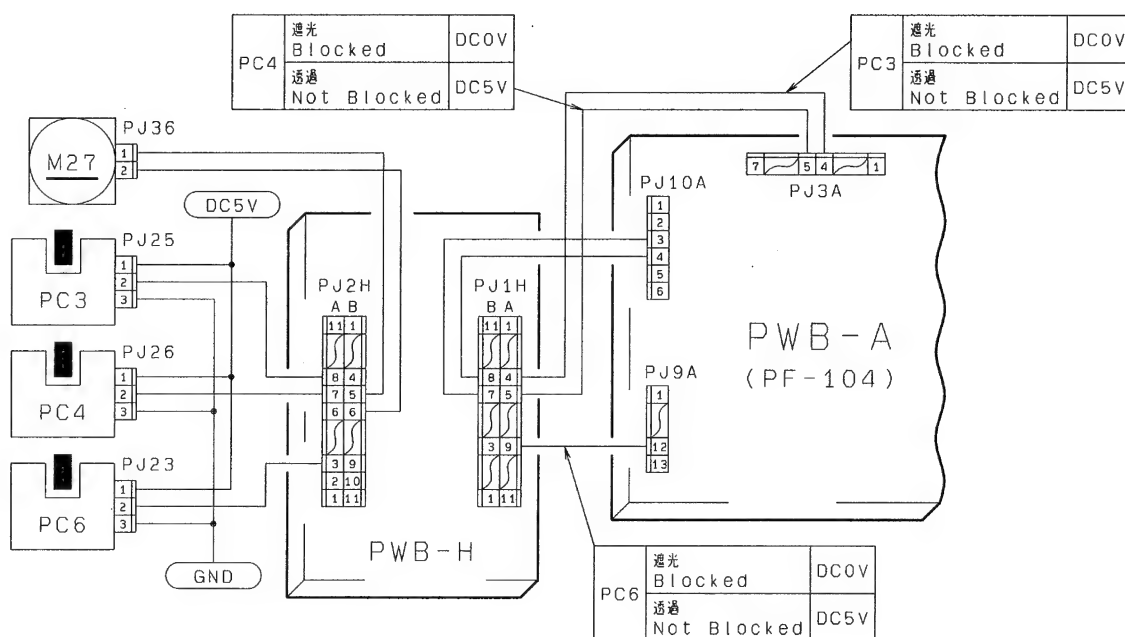 PC4
遮光
Blocked
DC0V
透過
Not Blocked
DC5V
PC3
遮光
Blocked
DC0V
透過
Not Blocked
DC5V
PJ36
M27
1
2
DC5V
PJ25
PC3
1
2
3
PJ26
PC4
1
2
3
PJ23
PC6
1
2
3
GND
PJ2H
A B
11 1
8 4
7 5
6 6
3 9
2 10
1 11
PWB-H
PJ1H
B A
11 1
8 4
7 5
3 9
1 11
7 5 4 1
PJ3A
PJ10A
1
2
3
4
5
6
PWB-A
(PF-104)
PJ9A
1
12
13
PC6
遮光
Blocked
DC0V
透過
Not Blocked
DC5V